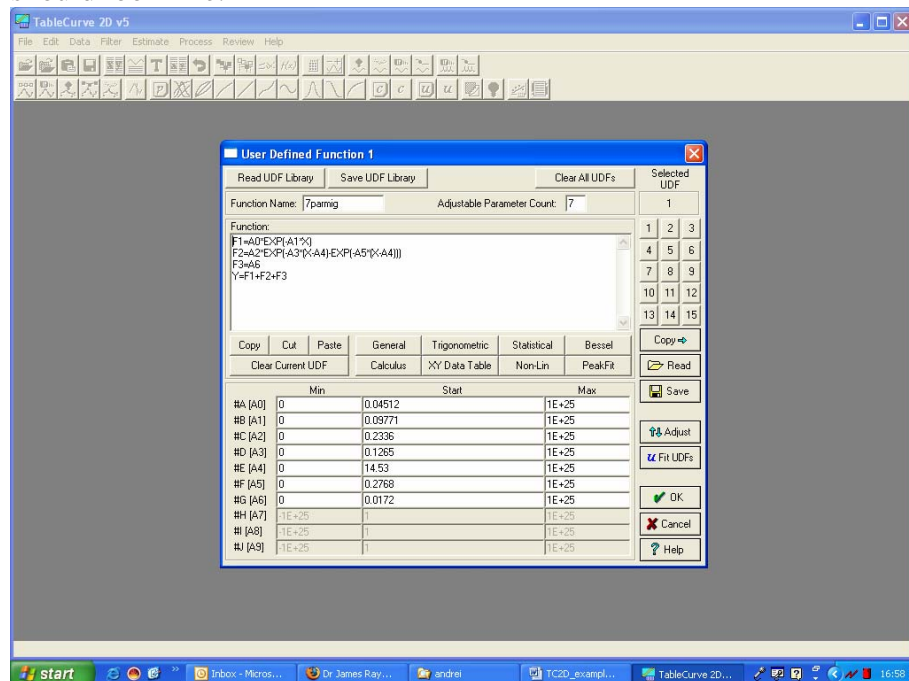 TableCurve 2D v5
File Edit Data Filter Estimate Process Review Help
User Defined Function 1
Read UDF Library Save UDF Library Clear All UDFs Selected UDF
Function Name: 7parmig Adjustable Parameter Count: 7 1
Function:
F1=A0*EXP(-A1*X)
F2=A2*EXP(-A3*(X-A4)-EXP(-A5*(X-A4)))
F3=A6
Y=F1+F2+F3
1 2 3
4 5 6
7 8 9
10 11 12
13 14 15
Copy Cut Paste General Trigonometric Statistical Bessel Copy
Clear Current UDF Calculus XY Data Table Non-Lin PeakFit Read
Min Start Max Save
#A [A0] 0 0.04512 1E+25
#B [A1] 0 0.09771 1E+25
#C [A2] 0 0.2336 1E+25
#D [A3] 0 0.1265 1E+25
#E [A4] 0 14.53 1E+25
#F [A5] 0 0.2768 1E+25
#G [A6] 0 0.0172 1E+25
#H [A7] -1E+25 1 1E+25
#I [A8] -1E+25 1 1E+25
#J [A9] -1E+25 1 1E+25
Adjust
u Fit UDFs
OK
Cancel
? Help
start Inbox - Micros... Dr James Ray... andrei TC2D_exampl... TableCurve 2D... 16:58